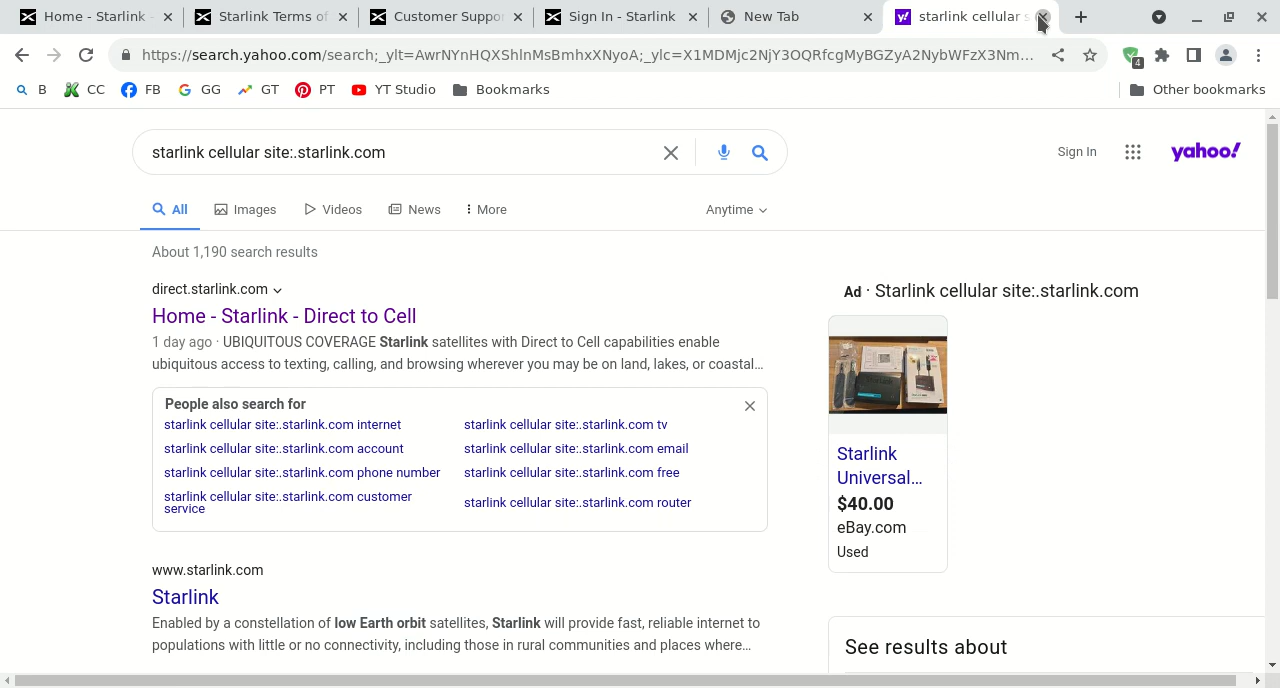 Home - Starlink -
Starlink Terms of
Customer Suppor
Sign In - Starlink
New Tab
starlink cellular s
https://search.yahoo.com/search;_ylt=AwrNYnHQXShlnMsBmhxXNyoA;_ylc=X1MDMjc2NjY3OQRfcgMyBGZyA2NybWFzX3Nm...
4
B
CC
FB
GG
GT
PT
YT Studio
Bookmarks
Other bookmarks
starlink cellular site:.starlink.com
Sign In
yahoo!
All
Images
Videos
News
More
Anytime
About 1,190 search results
direct.starlink.com
Home - Starlink - Direct to Cell
1 day ago · UBIQUITOUS COVERAGE Starlink satellites with Direct to Cell capabilities enable
ubiquitous access to texting, calling, and browsing wherever you may be on land, lakes, or coastal...
People also search for
starlink cellular site:.starlink.com internet
starlink cellular site:.starlink.com tv
starlink cellular site:.starlink.com account
starlink cellular site:.starlink.com email
starlink cellular site:.starlink.com phone number
starlink cellular site:.starlink.com free
starlink cellular site:.starlink.com customer
service
starlink cellular site:.starlink.com router
www.starlink.com
Starlink
Enabled by a constellation of low Earth orbit satellites, Starlink will provide fast, reliable internet to
populations with little or no connectivity, including those in rural communities and places where...
Ad · Starlink cellular site:.starlink.com
Starlink
Universal...
$40.00
eBay.com
Used
See results about